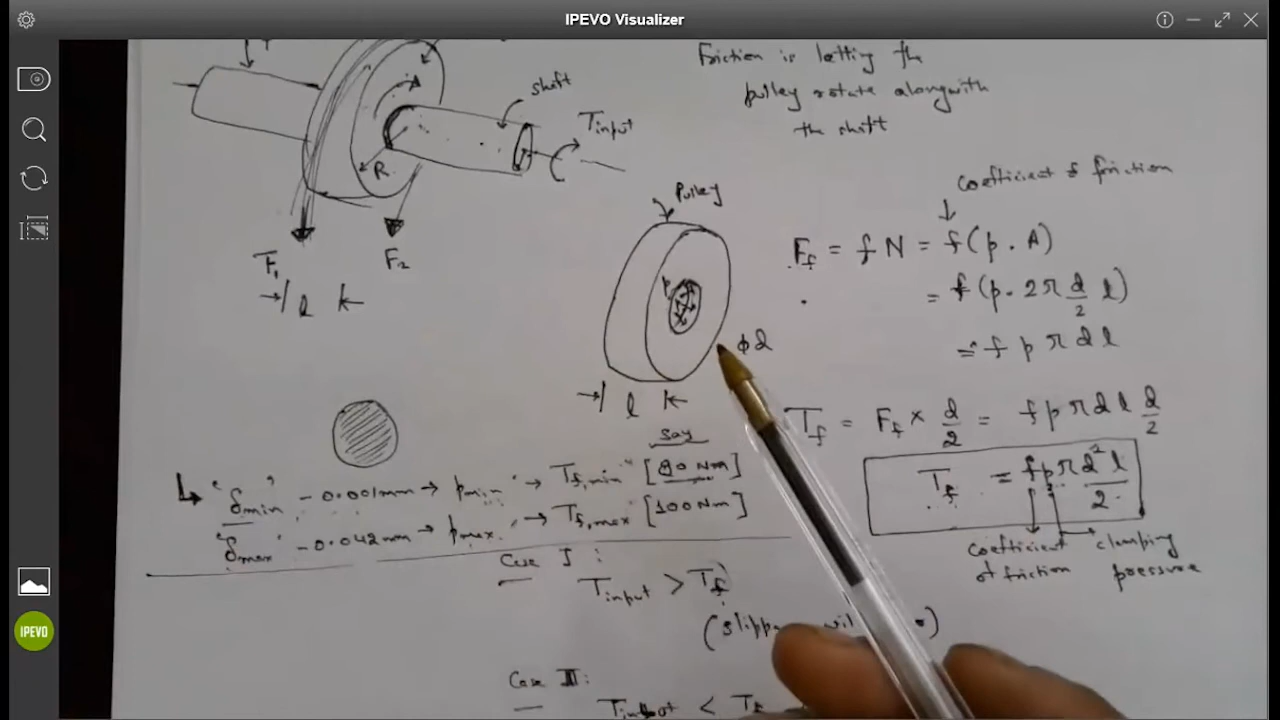 IPEVO Visualizer
Friction is letting the
pulley rotate alongwith
the shaft
shaft
Tinput
R
F1
F2
l
Pulley
coefficient of friction
Ff = f N = f(p . A)
= f(p. 2π d/2 l)
= f p π d l
ϕd
l
Tf = Ff × d/2 = f p π d l d/2
Tf = f p π d² l / 2
coefficient of friction
clamping pressure
say
"δmin" - 0.001mm → pmin" → Tf,min" [80 Nm]
"δmax" - 0.042mm → pmax" → Tf,max [100 Nm]
Case I :
Tinput > Tf
Case II :
Tinput < Tf
IPEVO